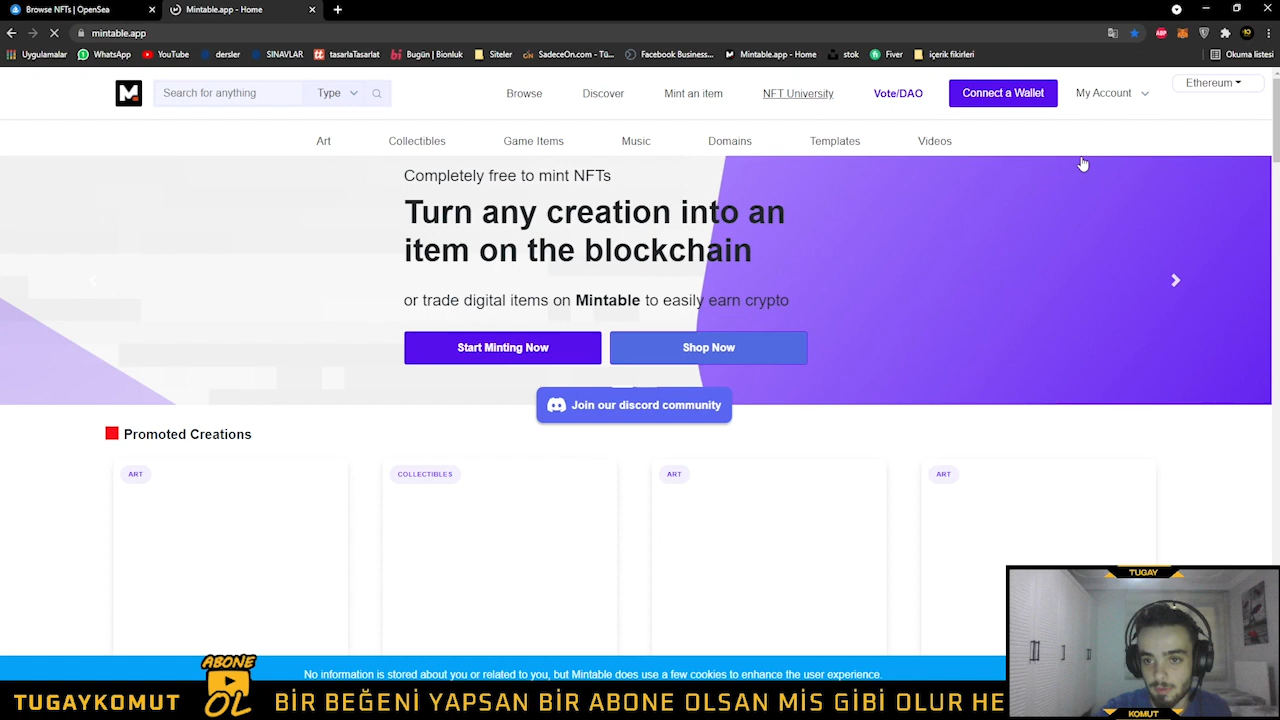 Browse NFTs | OpenSea
Mintable.app - Home
mintable.app
Uygulamalar
WhatsApp
YouTube
dersler
SINAVLAR
tasarlaTasarlat
Bugün | Bionluk
Siteler
SadeceOn.com - Tü...
Facebook Business...
Mintable.app - Home
stok
Fiver
içerik fikirleri
Okuma listesi
M.
Search for anything
Type
Browse
Discover
Mint an item
NFT University
Vote/DAO
Connect a Wallet
My Account
Ethereum
Art
Collectibles
Game Items
Music
Domains
Templates
Videos
Completely free to mint NFTs
Turn any creation into an
item on the blockchain
or trade digital items on Mintable to easily earn crypto
Start Minting Now
Shop Now
Join our discord community
Promoted Creations
ART
COLLECTIBLES
ART
ART
TUGAY
No information is stored about you or related to you, but Mintable does use a few cookies to enhance the user experience.
TUGAYKOMUT
ABONE
OL
BİR BEĞENİ YAPSAN BİR ABONE OLSAN MİS GİBİ OLUR HE
KOMUT